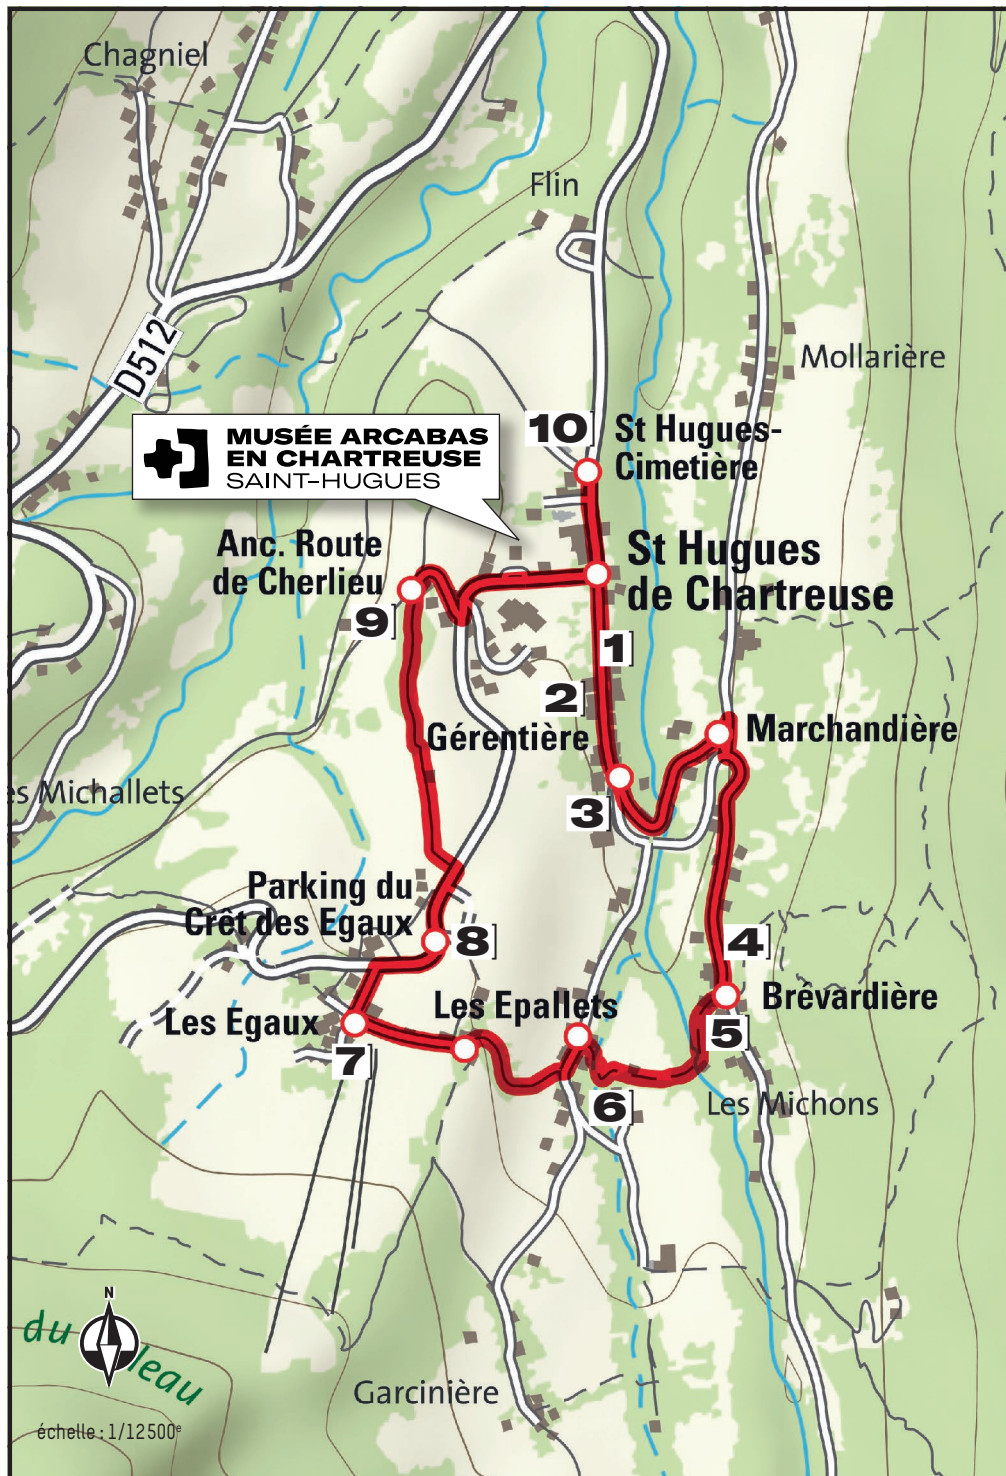 Chagniel
Flin
D512
Mollarière
MUSÉE ARCABAS
EN CHARTREUSE
SAINT-HUGUES
10]
St Hugues-
Cimetière
Anc. Route
de Cherlieu
St Hugues
de Chartreuse
9]
1]
2]
Gérentière
Marchandière
es Michallets
3]
Parking du
Crêt des Egaux
8]
4]
Les Epallets
Brévardière
Les Egaux
5]
7]
6]
Les Michons
N
du
leau
Garcinière
échelle : 1/12500e